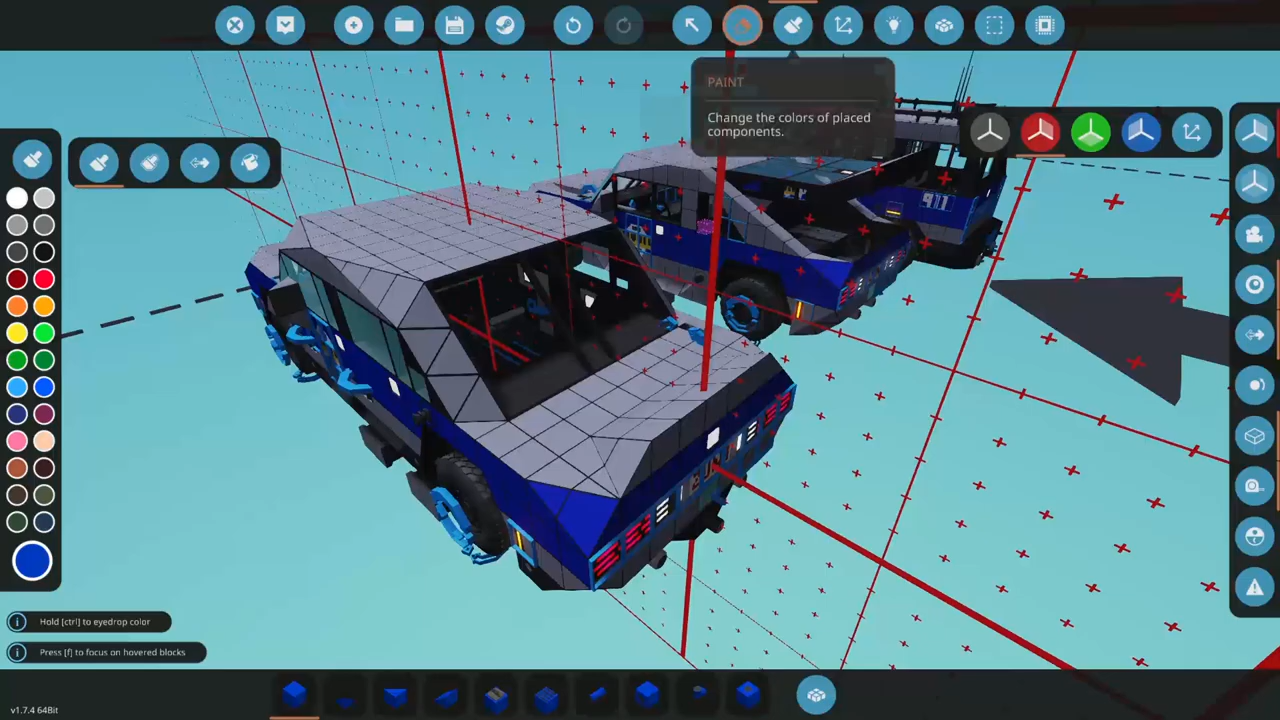 PAINT
Change the colors of placed
components.
911
Hold [ctrl] to eyedrop color
Press [f] to focus on hovered blocks
v1.7.4 64Bit